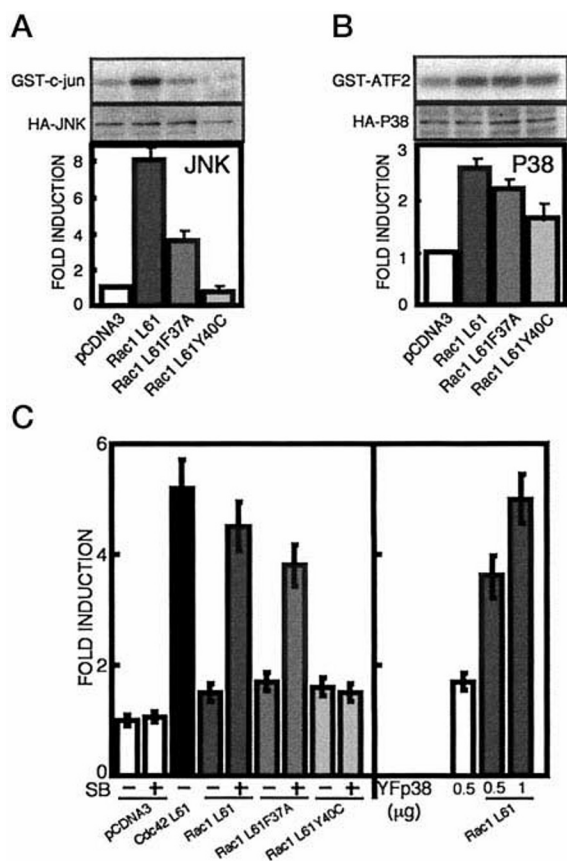 A
GST-c-jun
HA-JNK
JNK
FOLD INDUCTION
8
6
4
2
0
pCDNA3
Rac1 L61
Rac1 L61F37A
Rac1 L61Y40C
B
GST-ATF2
HA-P38
P38
FOLD INDUCTION
3
2
1
0
pCDNA3
Rac1 L61
Rac1 L61F37A
Rac1 L61Y40C
C
FOLD INDUCTION
6
4
2
0
SB − + − − + − + − + YFp38 0.5 0.5 1
(µg)
pCDNA3
Cdc42 L61
Rac1 L61
Rac1 L61F37A
Rac1 L61Y40C
Rac1 L61